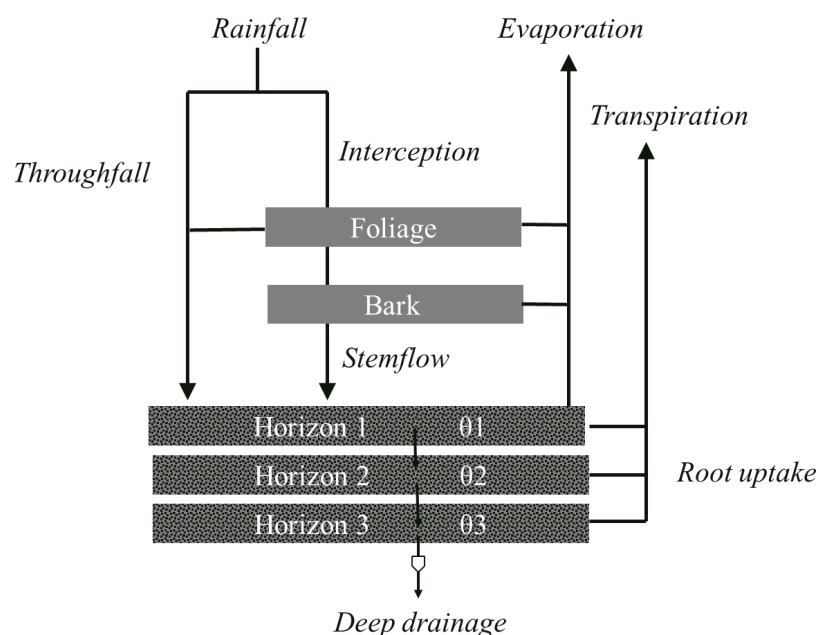 Rainfall
Evaporation
Transpiration
Interception
Throughfall
Foliage
Bark
Stemflow
Horizon 1 θ1
Horizon 2 θ2
Root uptake
Horizon 3 θ3
Deep drainage